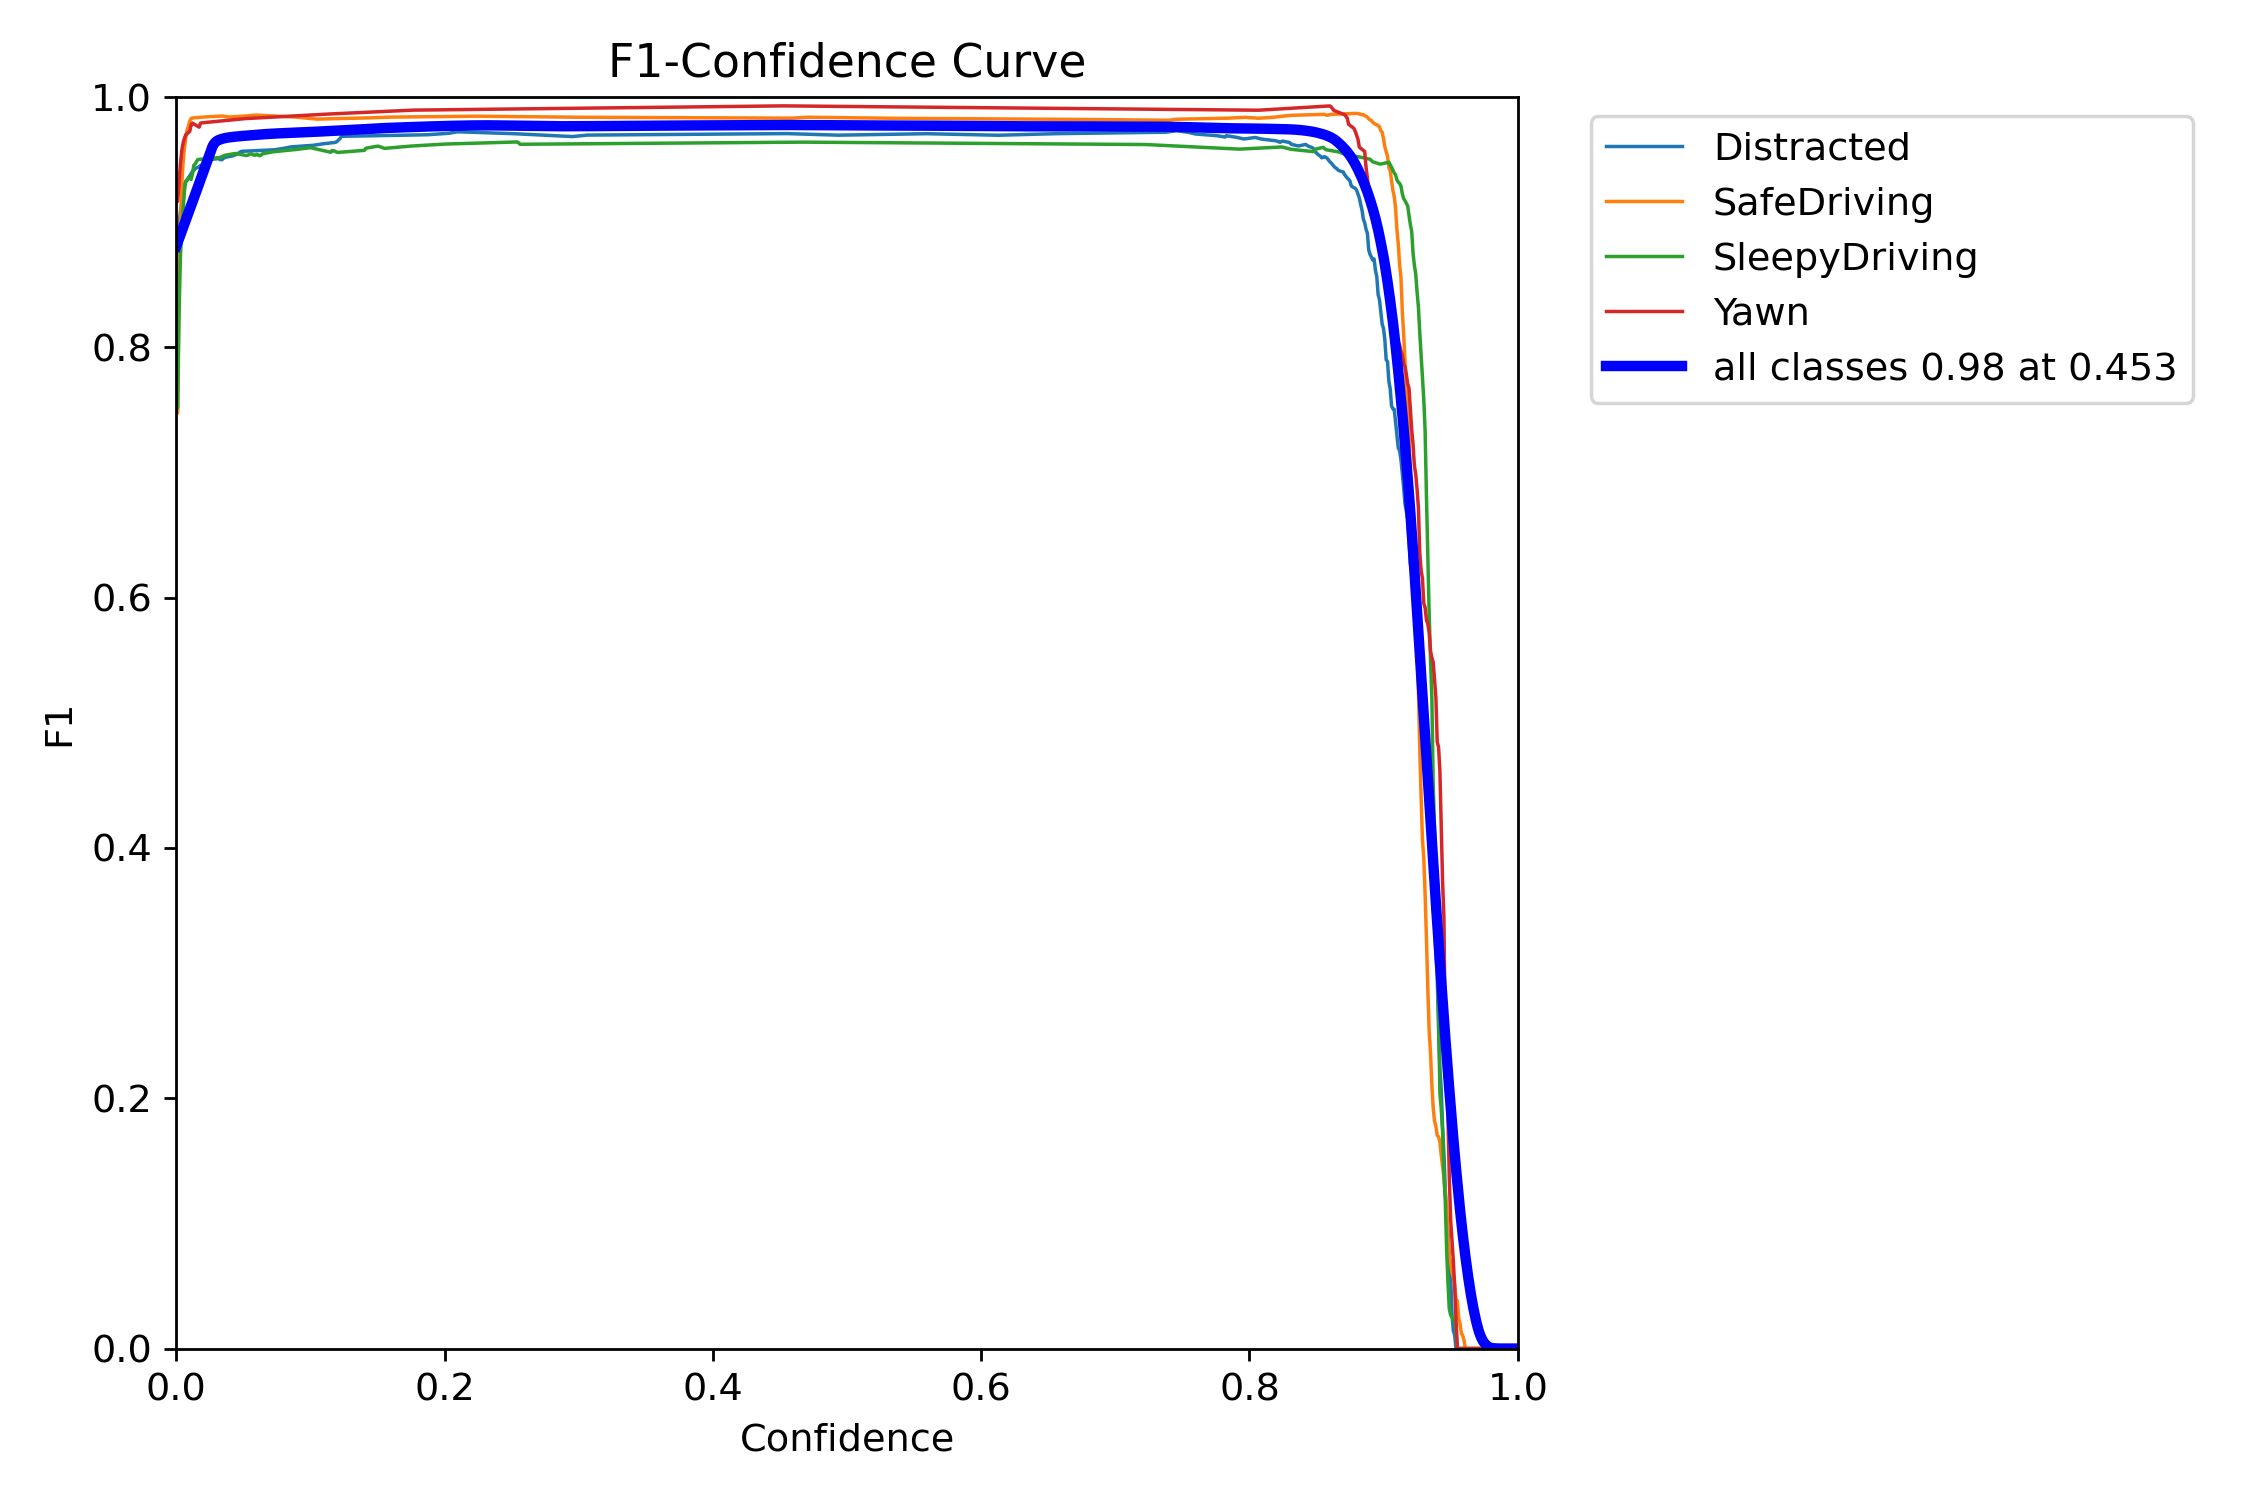 F1-Confidence Curve
1.0
0.8
0.6
0.4
0.2
0.0
F1
0.0 0.2 0.4 0.6 0.8 1.0
Confidence
Distracted
SafeDriving
SleepyDriving
Yawn
all classes 0.98 at 0.453